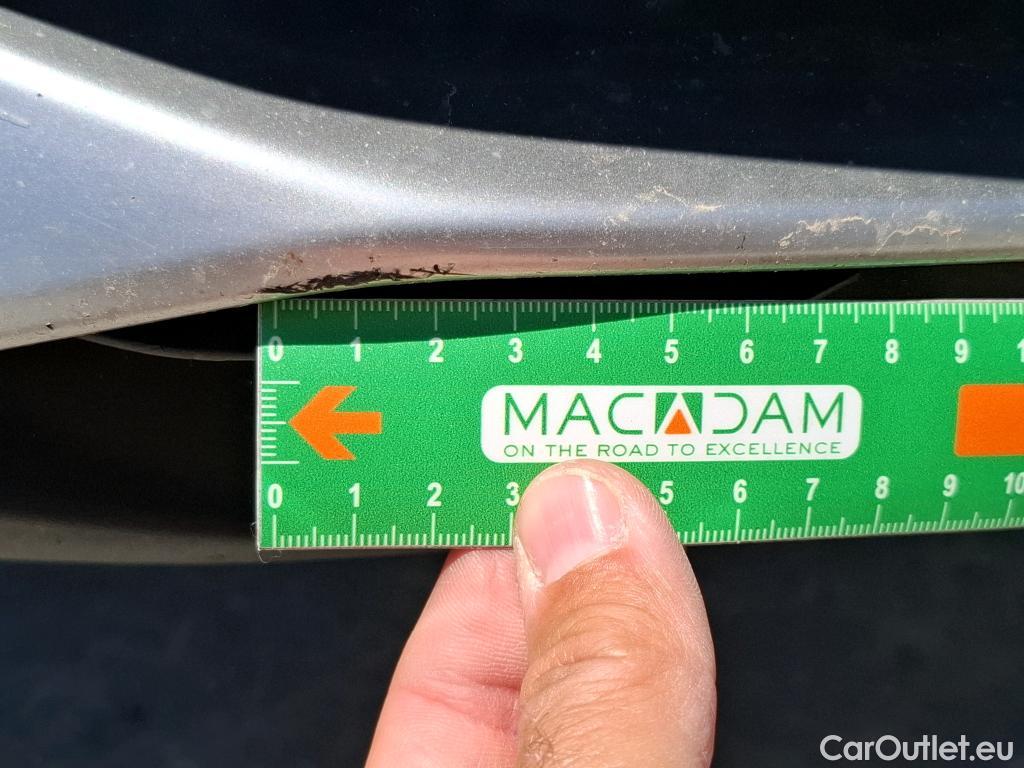 0 1 2 3 4 5 6 7 8 9
MACADAM
ON THE ROAD TO EXCELLENCE
0 1 2 3 5 6 7 8 9 10
CarOutlet.eu